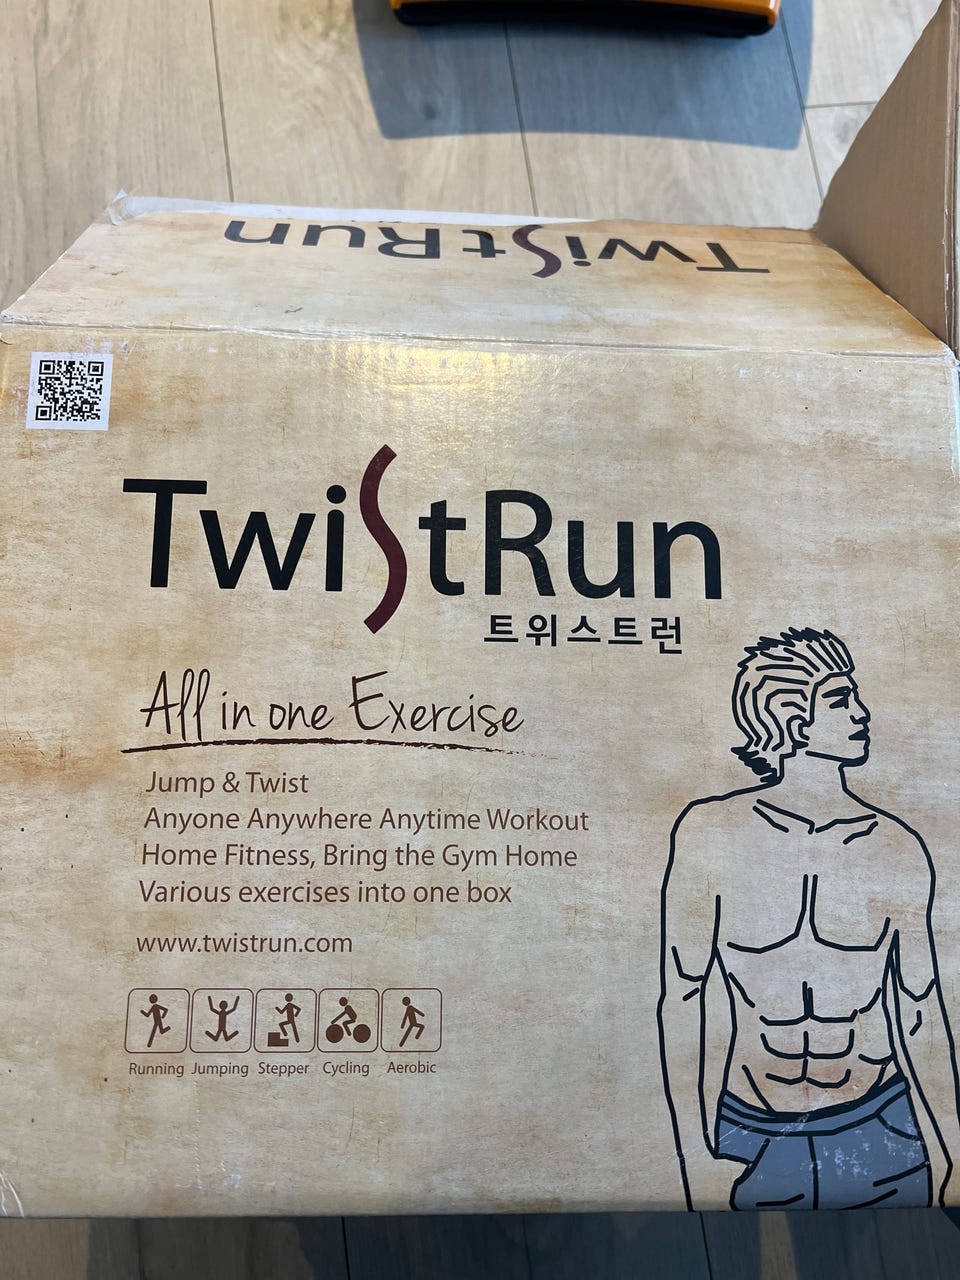 TwiStRun
TwiStRun
트위스트런
All in one Exercise
Jump & Twist
Anyone Anywhere Anytime Workout
Home Fitness, Bring the Gym Home
Various exercises into one box
www.twistrun.com
Running Jumping Stepper Cycling Aerobic